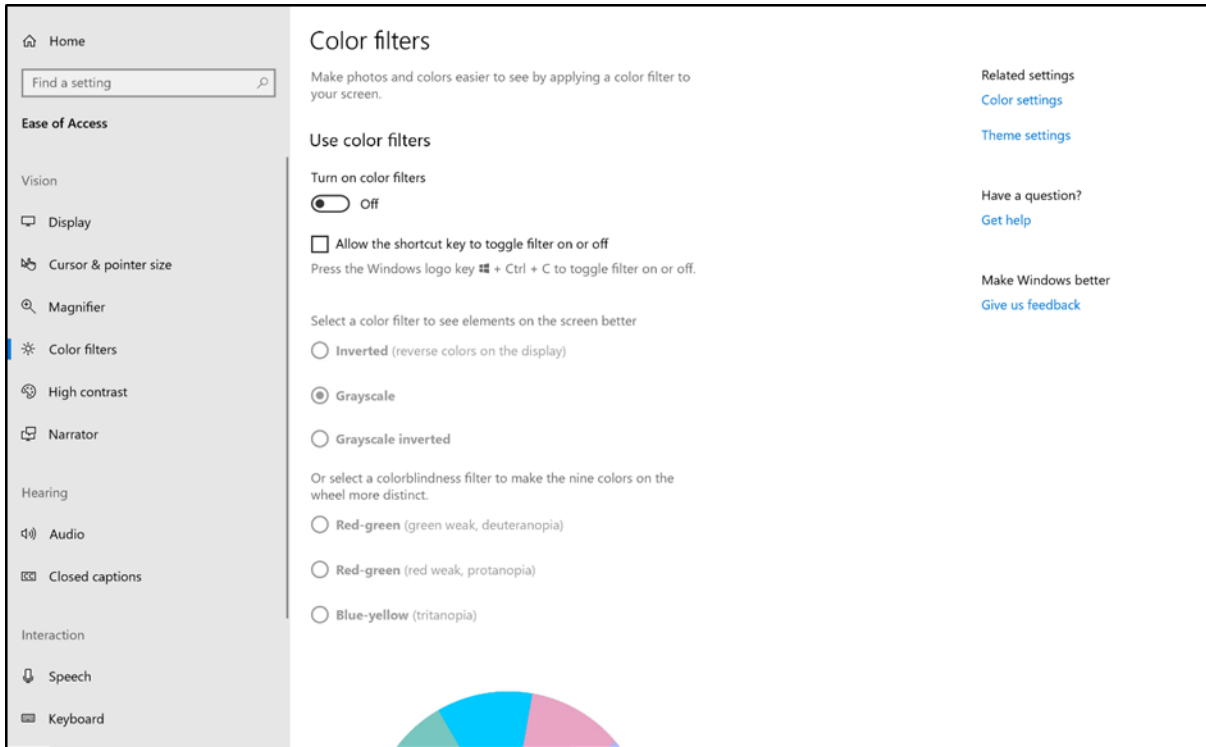 Home
Find a setting
Ease of Access
Vision
Display
Cursor & pointer size
Magnifier
Color filters
High contrast
Narrator
Hearing
Audio
Closed captions
Interaction
Speech
Keyboard
Color filters
Make photos and colors easier to see by applying a color filter to
your screen.
Use color filters
Turn on color filters
Off
Allow the shortcut key to toggle filter on or off
Press the Windows logo key + Ctrl + C to toggle filter on or off.
Select a color filter to see elements on the screen better
Inverted (reverse colors on the display)
Grayscale
Grayscale inverted
Or select a colorblindness filter to make the nine colors on the
wheel more distinct.
Red-green (green weak, deuteranopia)
Red-green (red weak, protanopia)
Blue-yellow (tritanopia)
Related settings
Color settings
Theme settings
Have a question?
Get help
Make Windows better
Give us feedback